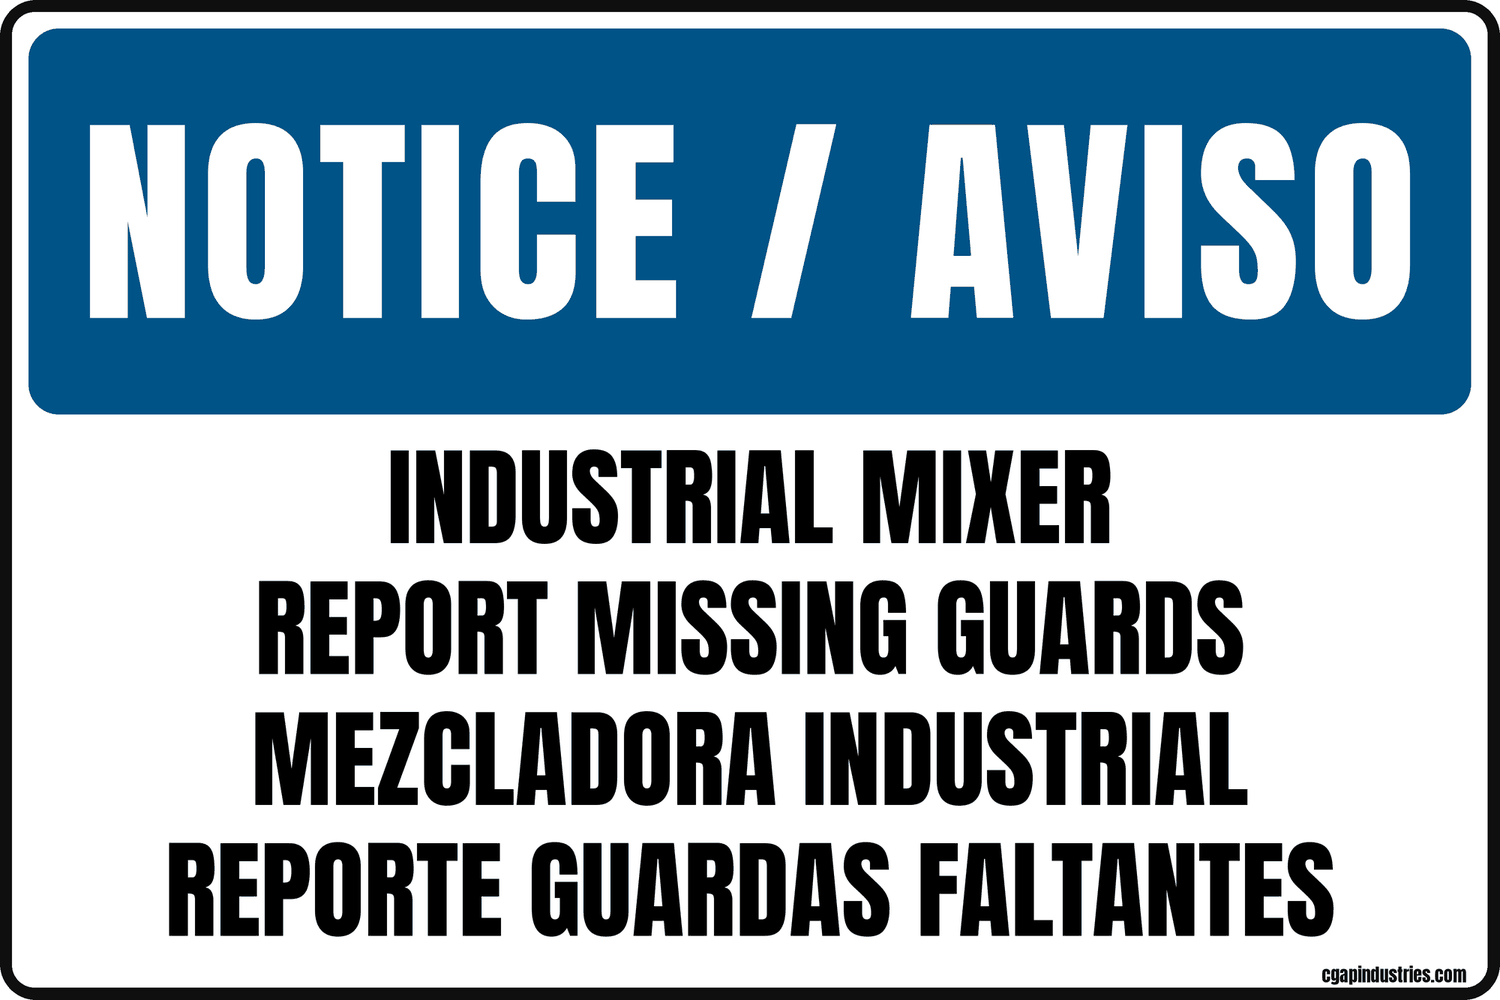 NOTICE / AVISO
INDUSTRIAL MIXER
REPORT MISSING GUARDS
MEZCLADORA INDUSTRIAL
REPORTE GUARDAS FALTANTES
cgapindustries.com